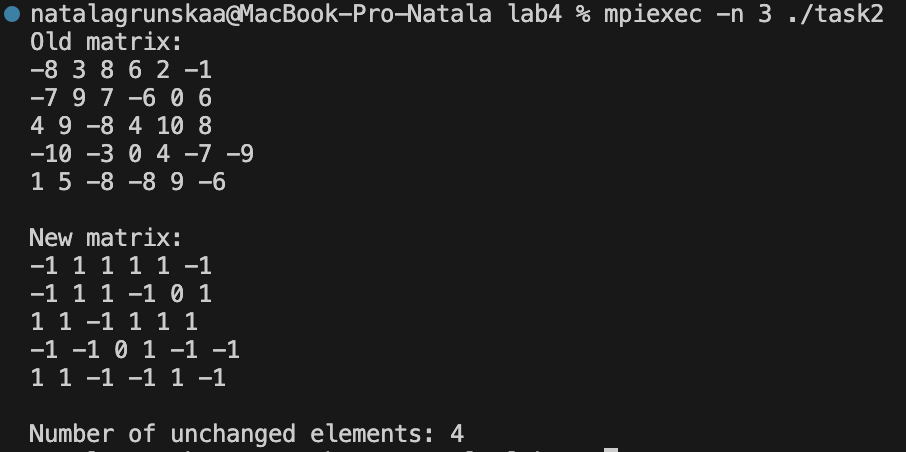 natalagrunskaa@MacBook-Pro-Natala lab4 % mpiexec -n 3 ./task2
Old matrix:
-8 3 8 6 2 -1
-7 9 7 -6 0 6
4 9 -8 4 10 8
-10 -3 0 4 -7 -9
1 5 -8 -8 9 -6
New matrix:
-1 1 1 1 1 -1
-1 1 1 -1 0 1
1 1 -1 1 1 1
-1 -1 0 1 -1 -1
1 1 -1 -1 1 -1
Number of unchanged elements: 4